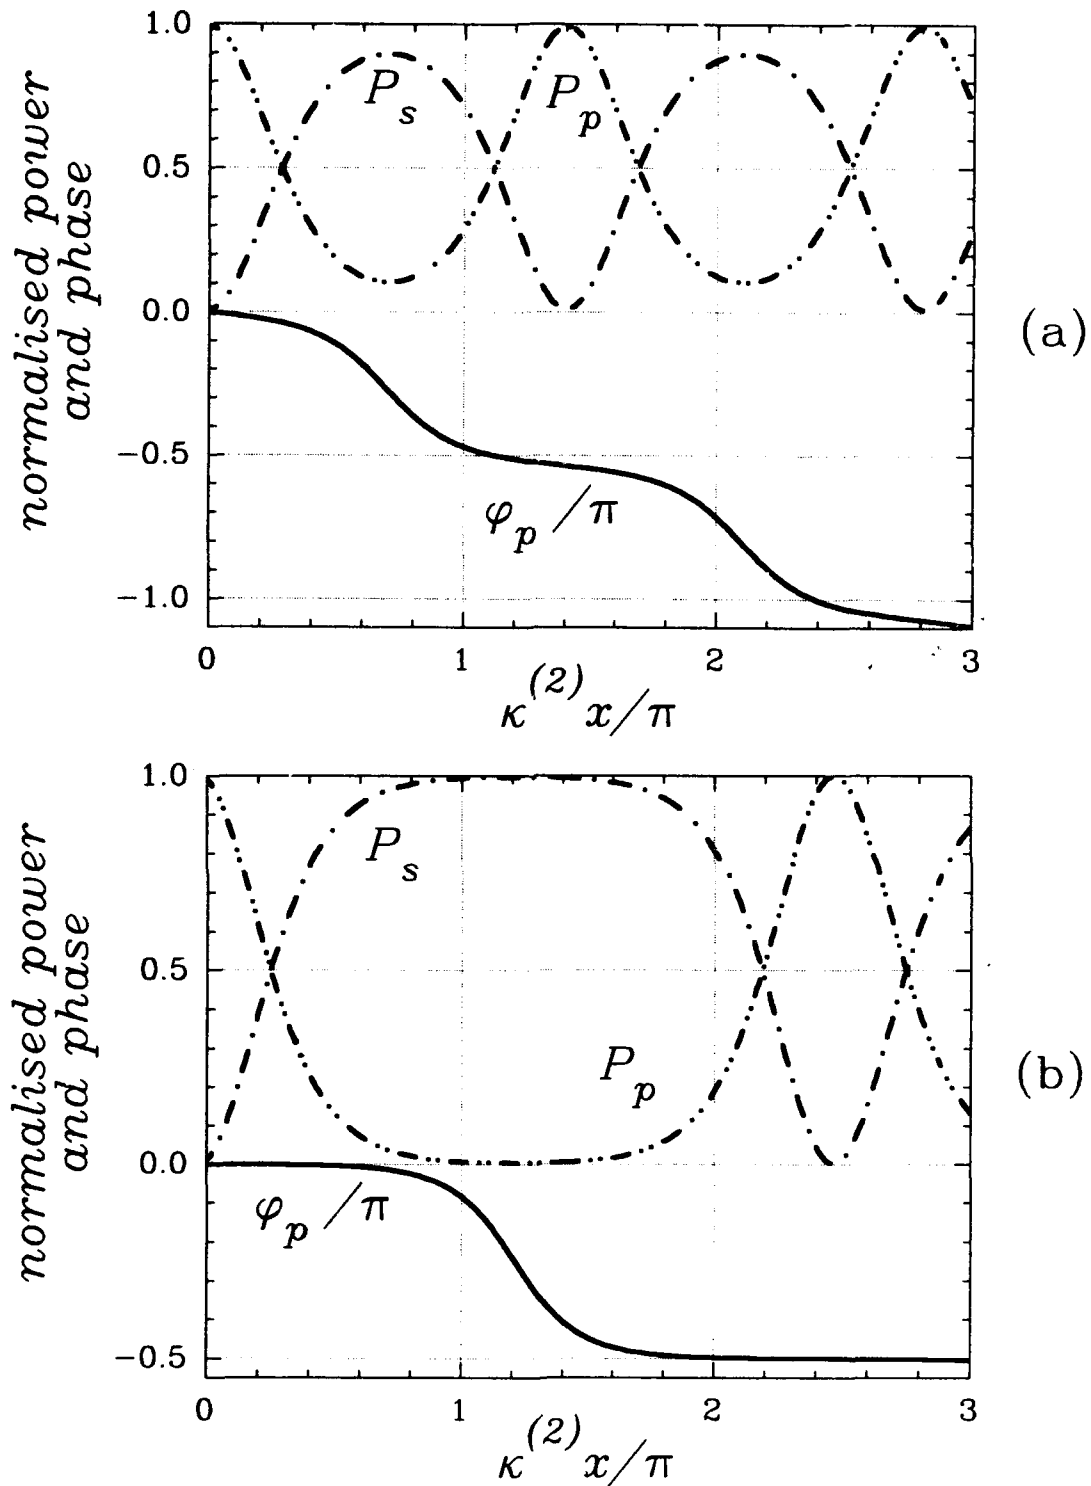 normalised power
and phase
1.0
0.5
0.0
−0.5
−1.0
P_s
P_p
φ_p/π
0 1 2 3
κ^(2) x/π
(a)
normalised power
and phase
1.0
0.5
0.0
−0.5
P_s
P_p
φ_p/π
0 1 2 3
κ^(2) x/π
(b)